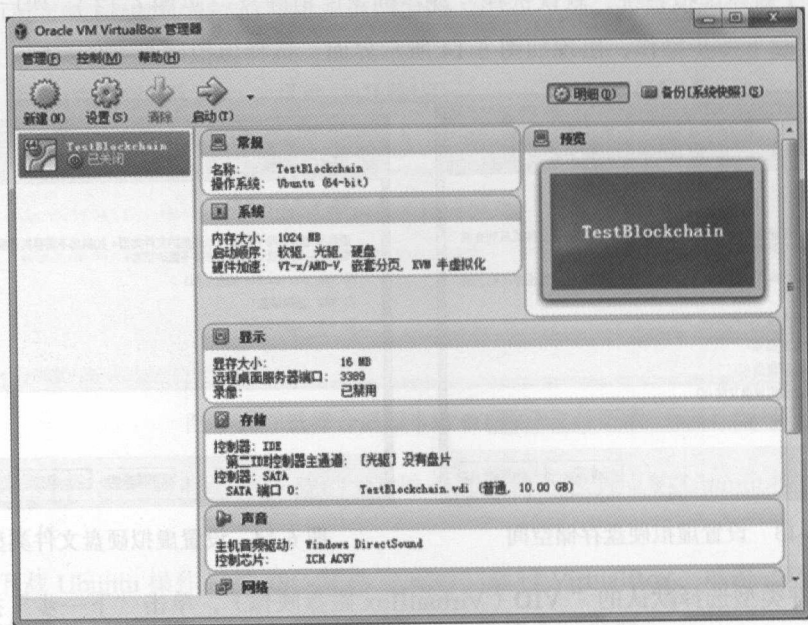 Oracle VM VirtualBox 管理器
管理(F) 控制(M) 帮助(H)
新建(N) 设置(S) 清除 启动(T)
明细(D) 备份[系统快照](S)
TestBlockchain
已关闭
常规
名称: TestBlockchain
操作系统: Ubuntu (64-bit)
预览
TestBlockchain
系统
内存大小: 1024 MB
启动顺序: 软驱, 光驱, 硬盘
硬件加速: VT-x/AMD-V, 嵌套分页, KVM 半虚拟化
显示
显存大小: 16 MB
远程桌面服务器端口: 3389
录像: 已禁用
存储
控制器: IDE
第二IDE控制器主通道: [光驱] 没有盘片
控制器: SATA
SATA 端口 0: TestBlockchain.vdi (普通, 10.00 GB)
声音
主机音频驱动: Windows DirectSound
控制芯片: ICH AC97
网络